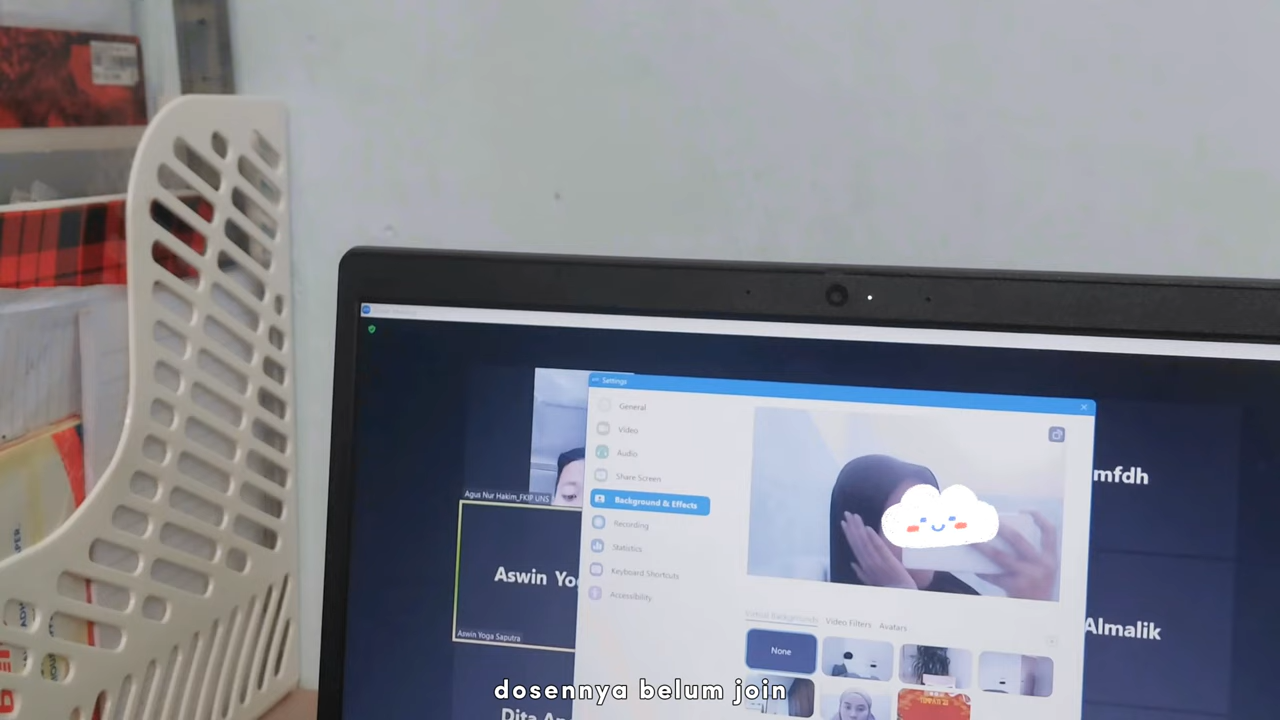 Settings
General
Video
Audio
Share Screen
Background & Effects
Recording
Statistics
Keyboard Shortcuts
Accessibility
Agus Nur Hakim_FKIP UNS
Aswin Yo
Aswin Yoga Saputra
mfdh
Almalik
Virtual Backgrounds Video Filters Avatars
None
dosennya belum join